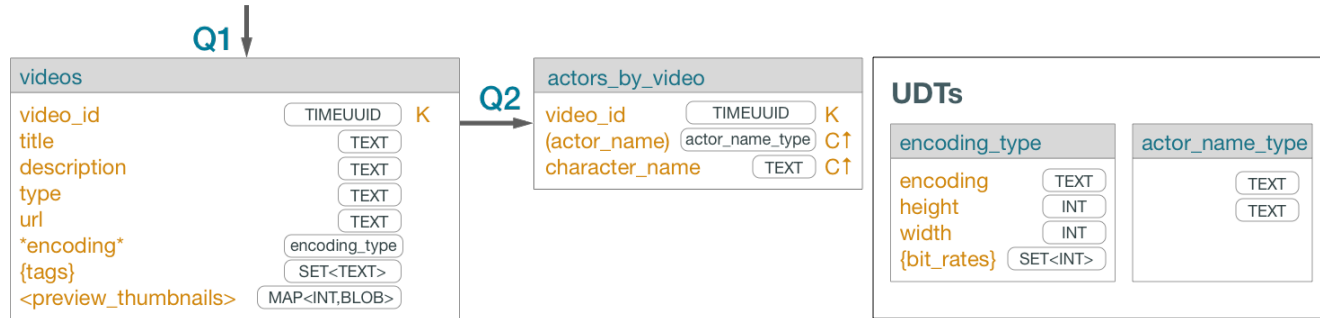 Q1
videos
video_id TIMEUUID K
title TEXT
description TEXT
type TEXT
url TEXT
*encoding* encoding_type
{tags} SET<TEXT>
<preview_thumbnails> MAP<INT,BLOB>
Q2
actors_by_video
video_id TIMEUUID K
(actor_name) actor_name_type C↑
character_name TEXT C↑
UDTs
encoding_type
encoding TEXT
height INT
width INT
{bit_rates} SET<INT>
actor_name_type
TEXT
TEXT